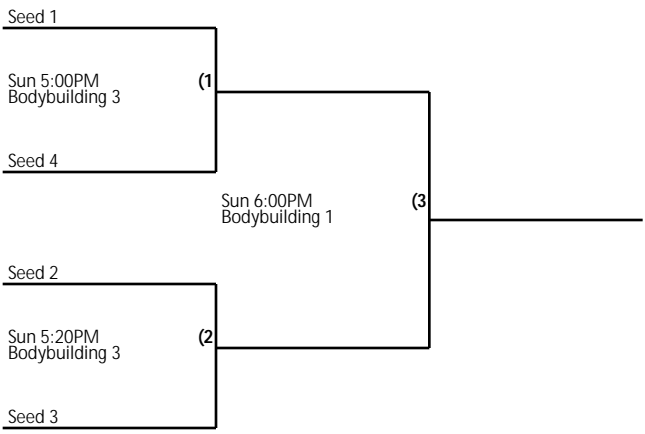 Seed 1
Sun 5:00PM
Bodybuilding 3
(1
Seed 4
Sun 6:00PM
Bodybuilding 1
(3
Seed 2
Sun 5:20PM
Bodybuilding 3
(2
Seed 3